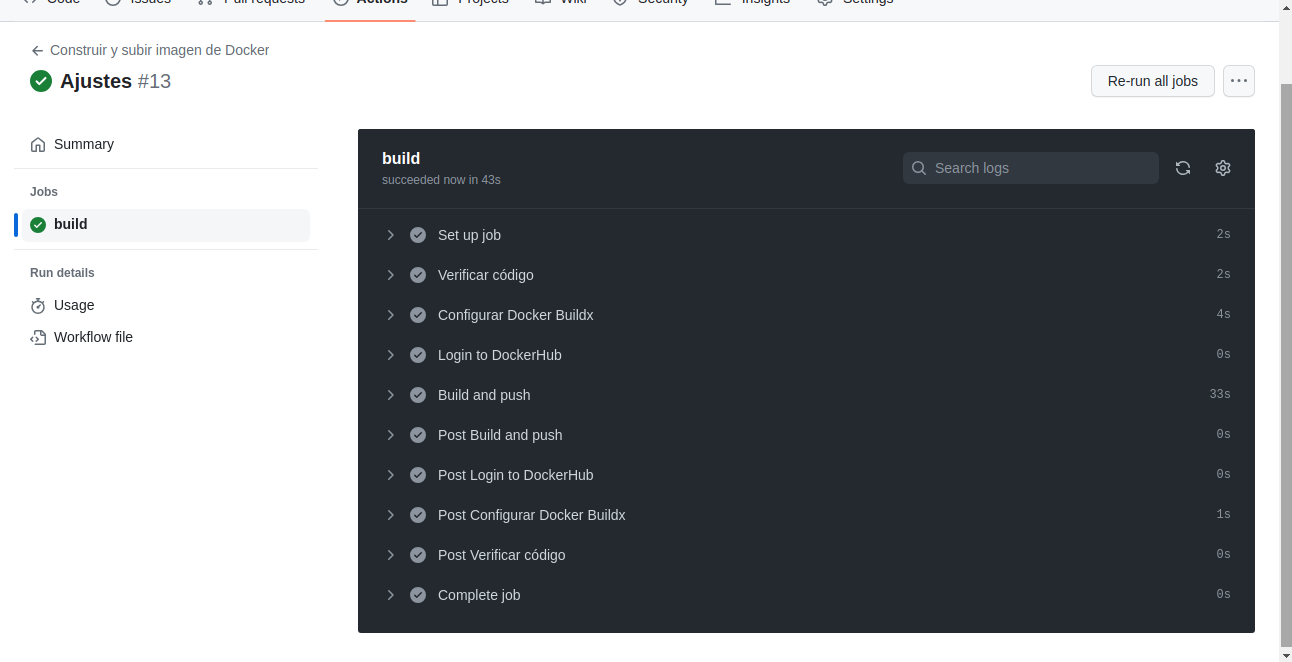 Code Issues Pull requests Actions Projects Wiki Security Insights Settings
Construir y subir imagen de Docker
Ajustes #13
Re-run all jobs
Summary
Jobs
build
Run details
Usage
Workflow file
build
succeeded now in 43s
Search logs
Set up job 2s
Verificar código 2s
Configurar Docker Buildx 4s
Login to DockerHub 0s
Build and push 33s
Post Build and push 0s
Post Login to DockerHub 0s
Post Configurar Docker Buildx 1s
Post Verificar código 0s
Complete job 0s